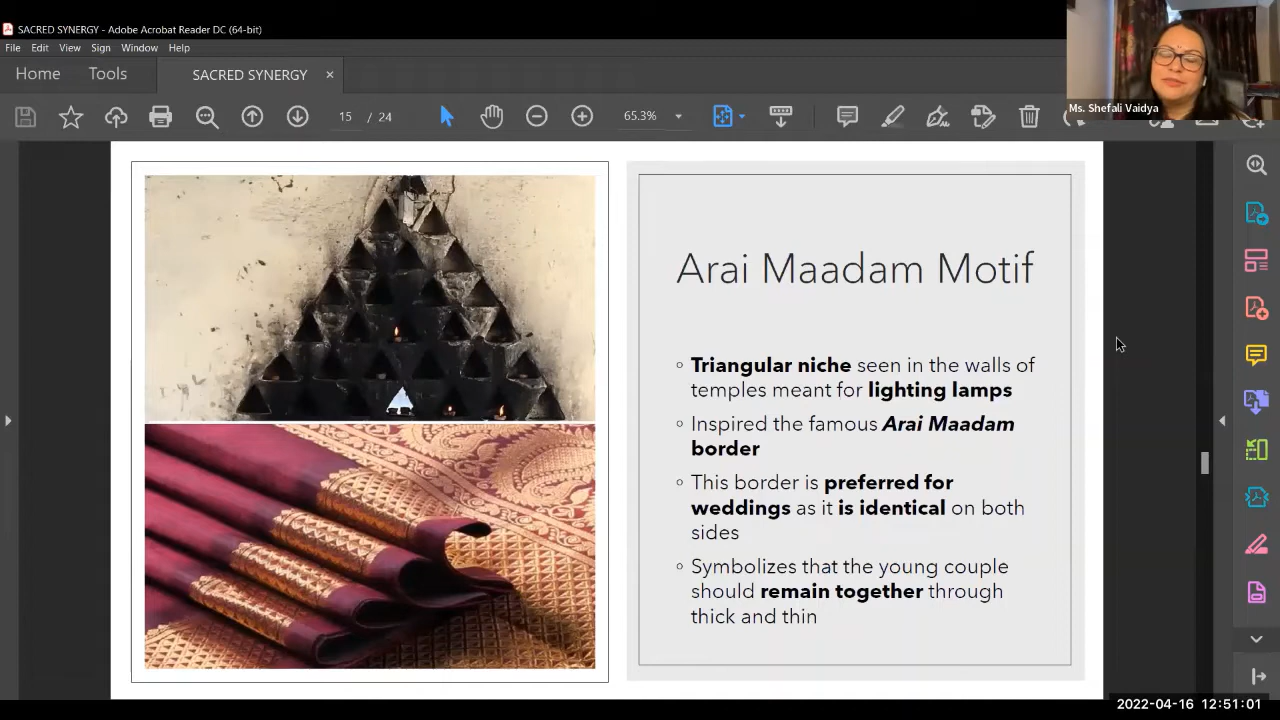 SACRED SYNERGY - Adobe Acrobat Reader DC (64-bit)
File Edit View Sign Window Help
Home Tools SACRED SYNERGY ×
15 / 24 65.3%
Ms. Shefali Vaidya
Arai Maadam Motif
Triangular niche seen in the walls of
temples meant for lighting lamps
Inspired the famous Arai Maadam
border
This border is preferred for
weddings as it is identical on both
sides
Symbolizes that the young couple
should remain together through
thick and thin
2022-04-16 12:51:01